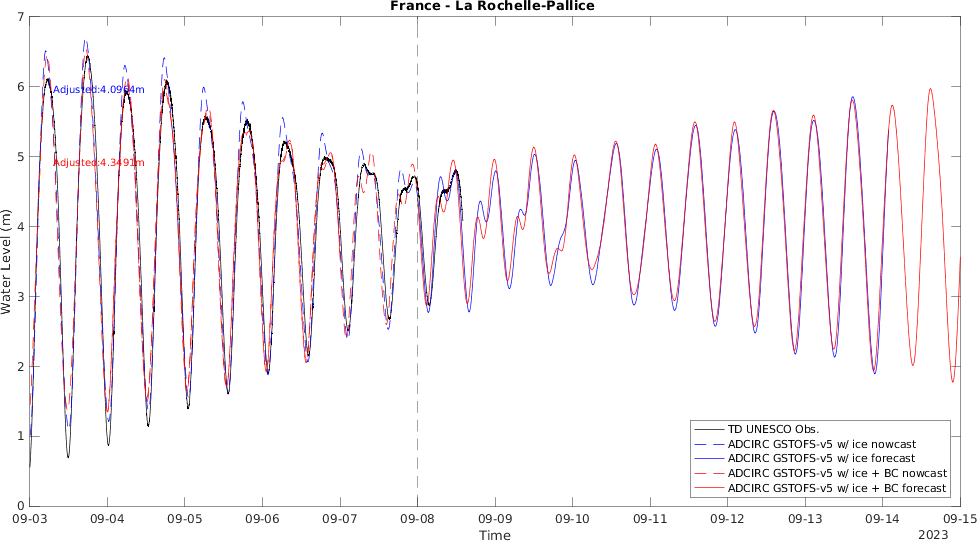 France - La Rochelle-Pallice
7
6
5
4
3
2
1
0
Water Level (m)
Adjusted:4.0964m
Adjusted:4.3491m
TD UNESCO Obs.
ADCIRC GSTOFS-v5 w/ ice nowcast
ADCIRC GSTOFS-v5 w/ ice forecast
ADCIRC GSTOFS-v5 w/ ice + BC nowcast
ADCIRC GSTOFS-v5 w/ ice + BC forecast
09-03 09-04 09-05 09-06 09-07 09-08 09-09 09-10 09-11 09-12 09-13 09-14 09-15
Time
2023